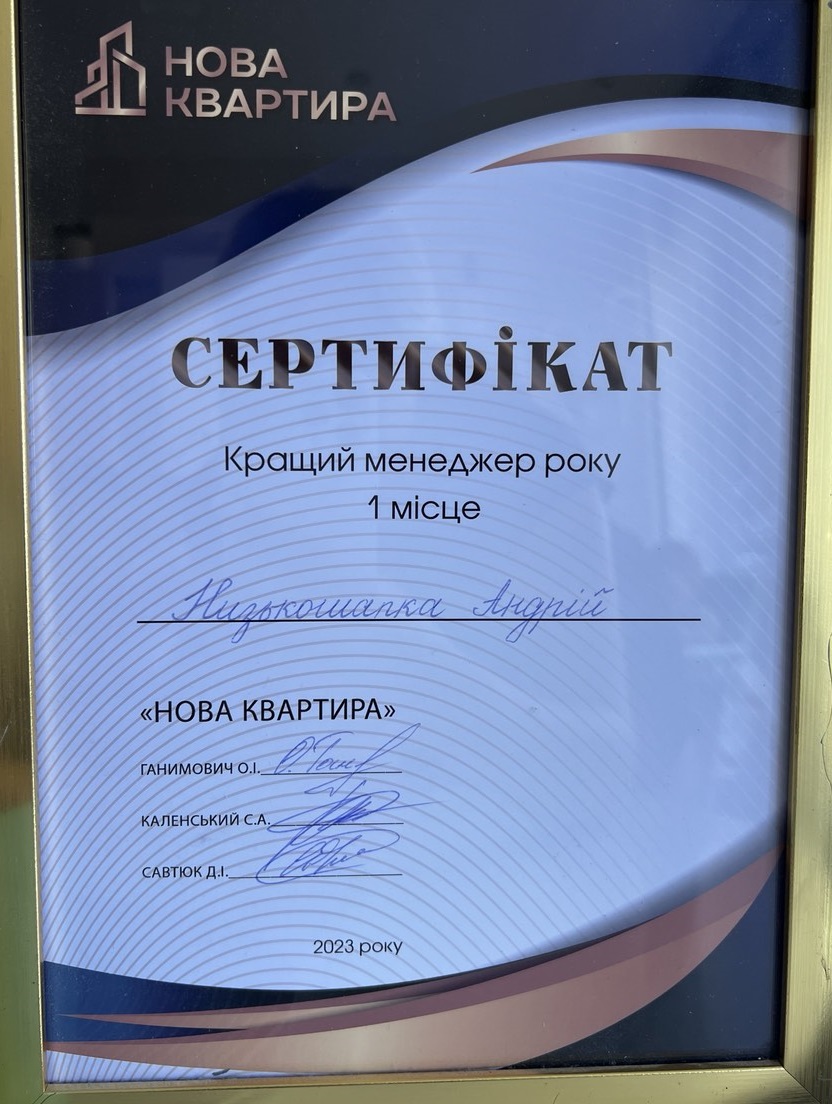 НОВА
КВАРТИРА
СЕРТИФІКАТ
Кращий менеджер року
1 місце
Низькошапка Андрій
«НОВА КВАРТИРА»
ГАНИМОВИЧ О.І.
КАЛЕНСЬКИЙ С.А.
САВТЮК Д.І.
2023 року